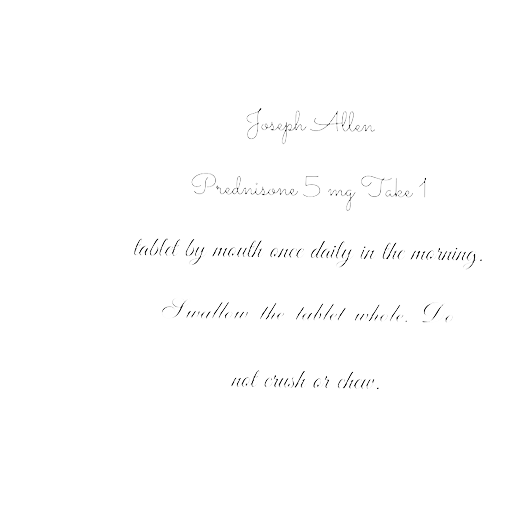 Joseph Allen
Prednisone 5 mg Take 1
tablet by mouth once daily in the morning.
Swallow the tablet whole. Do
not crush or chew.